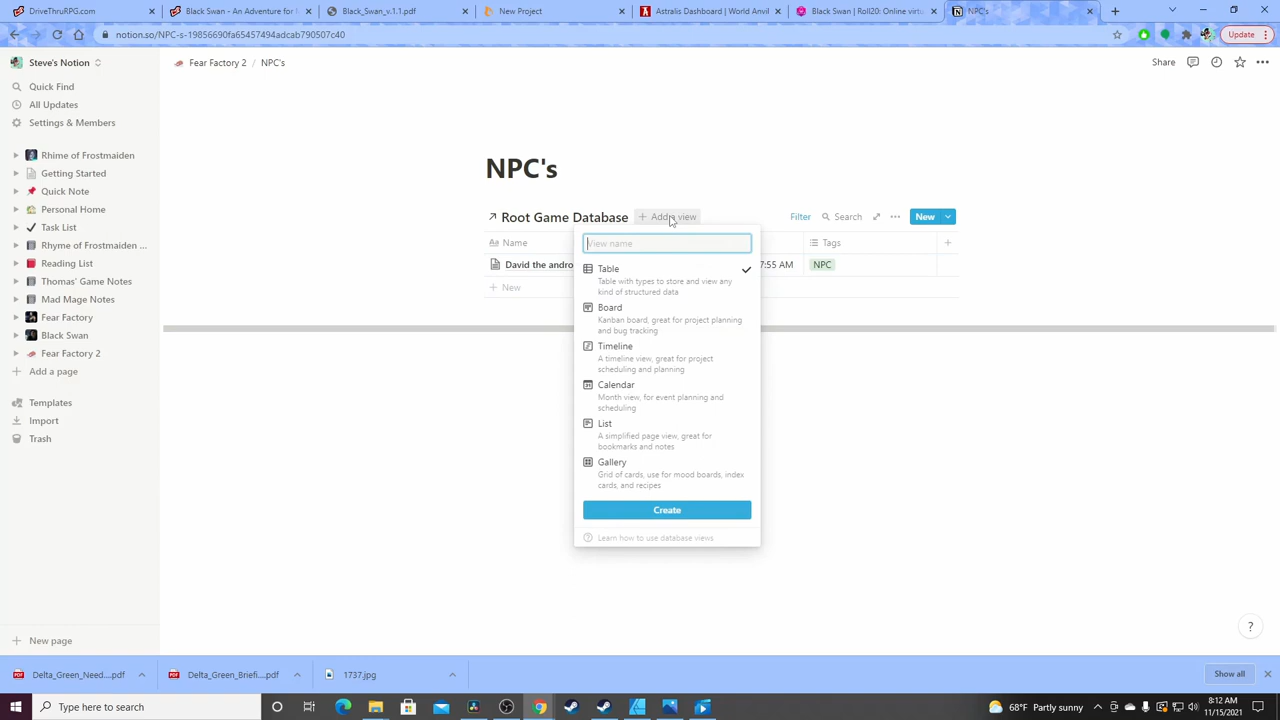 DriveThruRPG.com
Black Swan - An Adventure for
Black_Swan_v.1.1.pdf
New Project
Astralis Dashboard | World Anvil
Black Swan | Roll20: Online virtu
NPC's
notion.so/NPC-s-19856690fa65457494adcab790507c40
Update
Steve's Notion
Fear Factory 2 / NPC's
Share
Quick Find
All Updates
Settings & Members
Rhime of Frostmaiden
Getting Started
Quick Note
Personal Home
Task List
Rhyme of Frostmaiden ...
Reading List
Thomas' Game Notes
Mad Mage Notes
Fear Factory
Black Swan
Fear Factory 2
Add a page
Templates
Import
Trash
New page
NPC's
Root Game Database
Add a view
Filter
Search
New
Name
Tags
David the andro
7:55 AM
NPC
New
View name
Table
Table with types to store and view any
kind of structured data
Board
Kanban board, great for project planning
and bug tracking
Timeline
A timeline view, great for project
scheduling and planning
Calendar
Month view, for event planning and
scheduling
List
A simplified page view, great for
bookmarks and notes
Gallery
Grid of cards, use for mood boards, index
cards, and recipes
Create
Learn how to use database views
?
Delta_Green_Need....pdf
Delta_Green_Briefi....pdf
1737.jpg
Show all
Type here to search
68°F Partly sunny
8:12 AM
11/15/2021